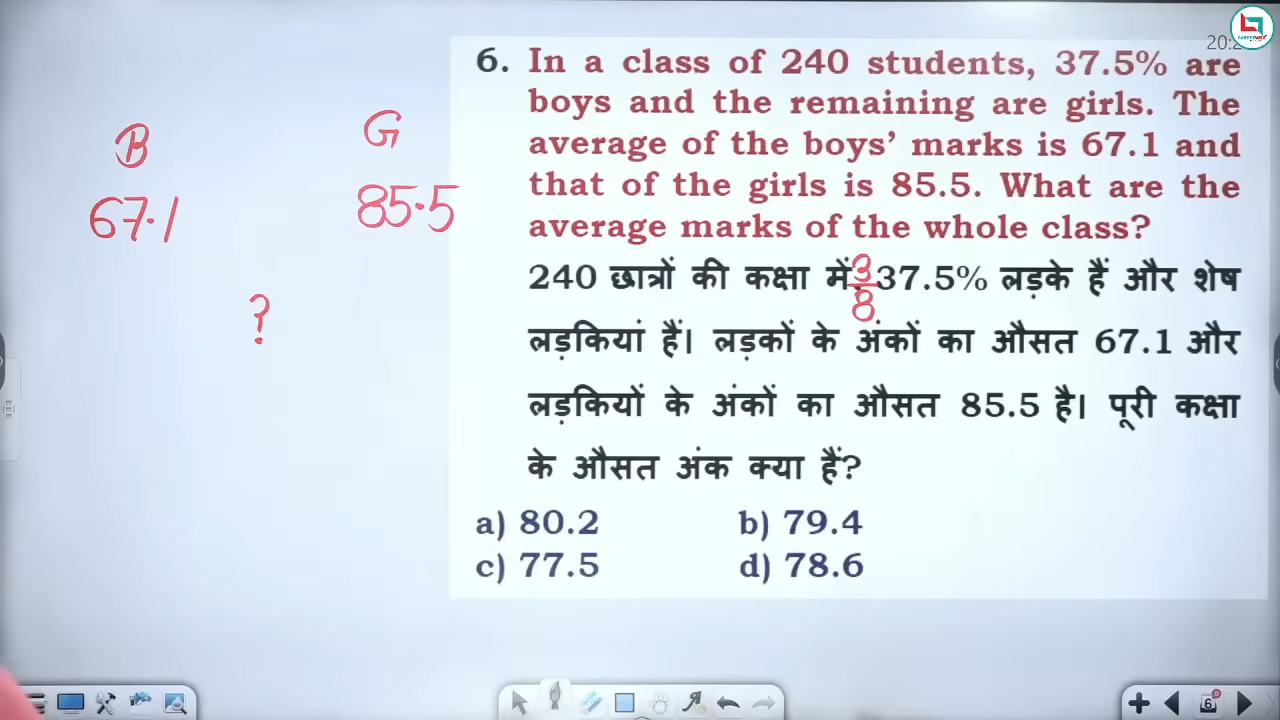 20:2
6. In a class of 240 students, 37.5% are
boys and the remaining are girls. The
average of the boys' marks is 67.1 and
that of the girls is 85.5. What are the
average marks of the whole class?
240 छात्रों की कक्षा में, 37.5% लड़के हैं और शेष
लड़कियां हैं। लड़कों के अंकों का औसत 67.1 और
लड़कियों के अंकों का औसत 85.5 है। पूरी कक्षा
के औसत अंक क्या हैं?
a) 80.2 b) 79.4
c) 77.5 d) 78.6
B G
67.1 85.5
?
3
8
6